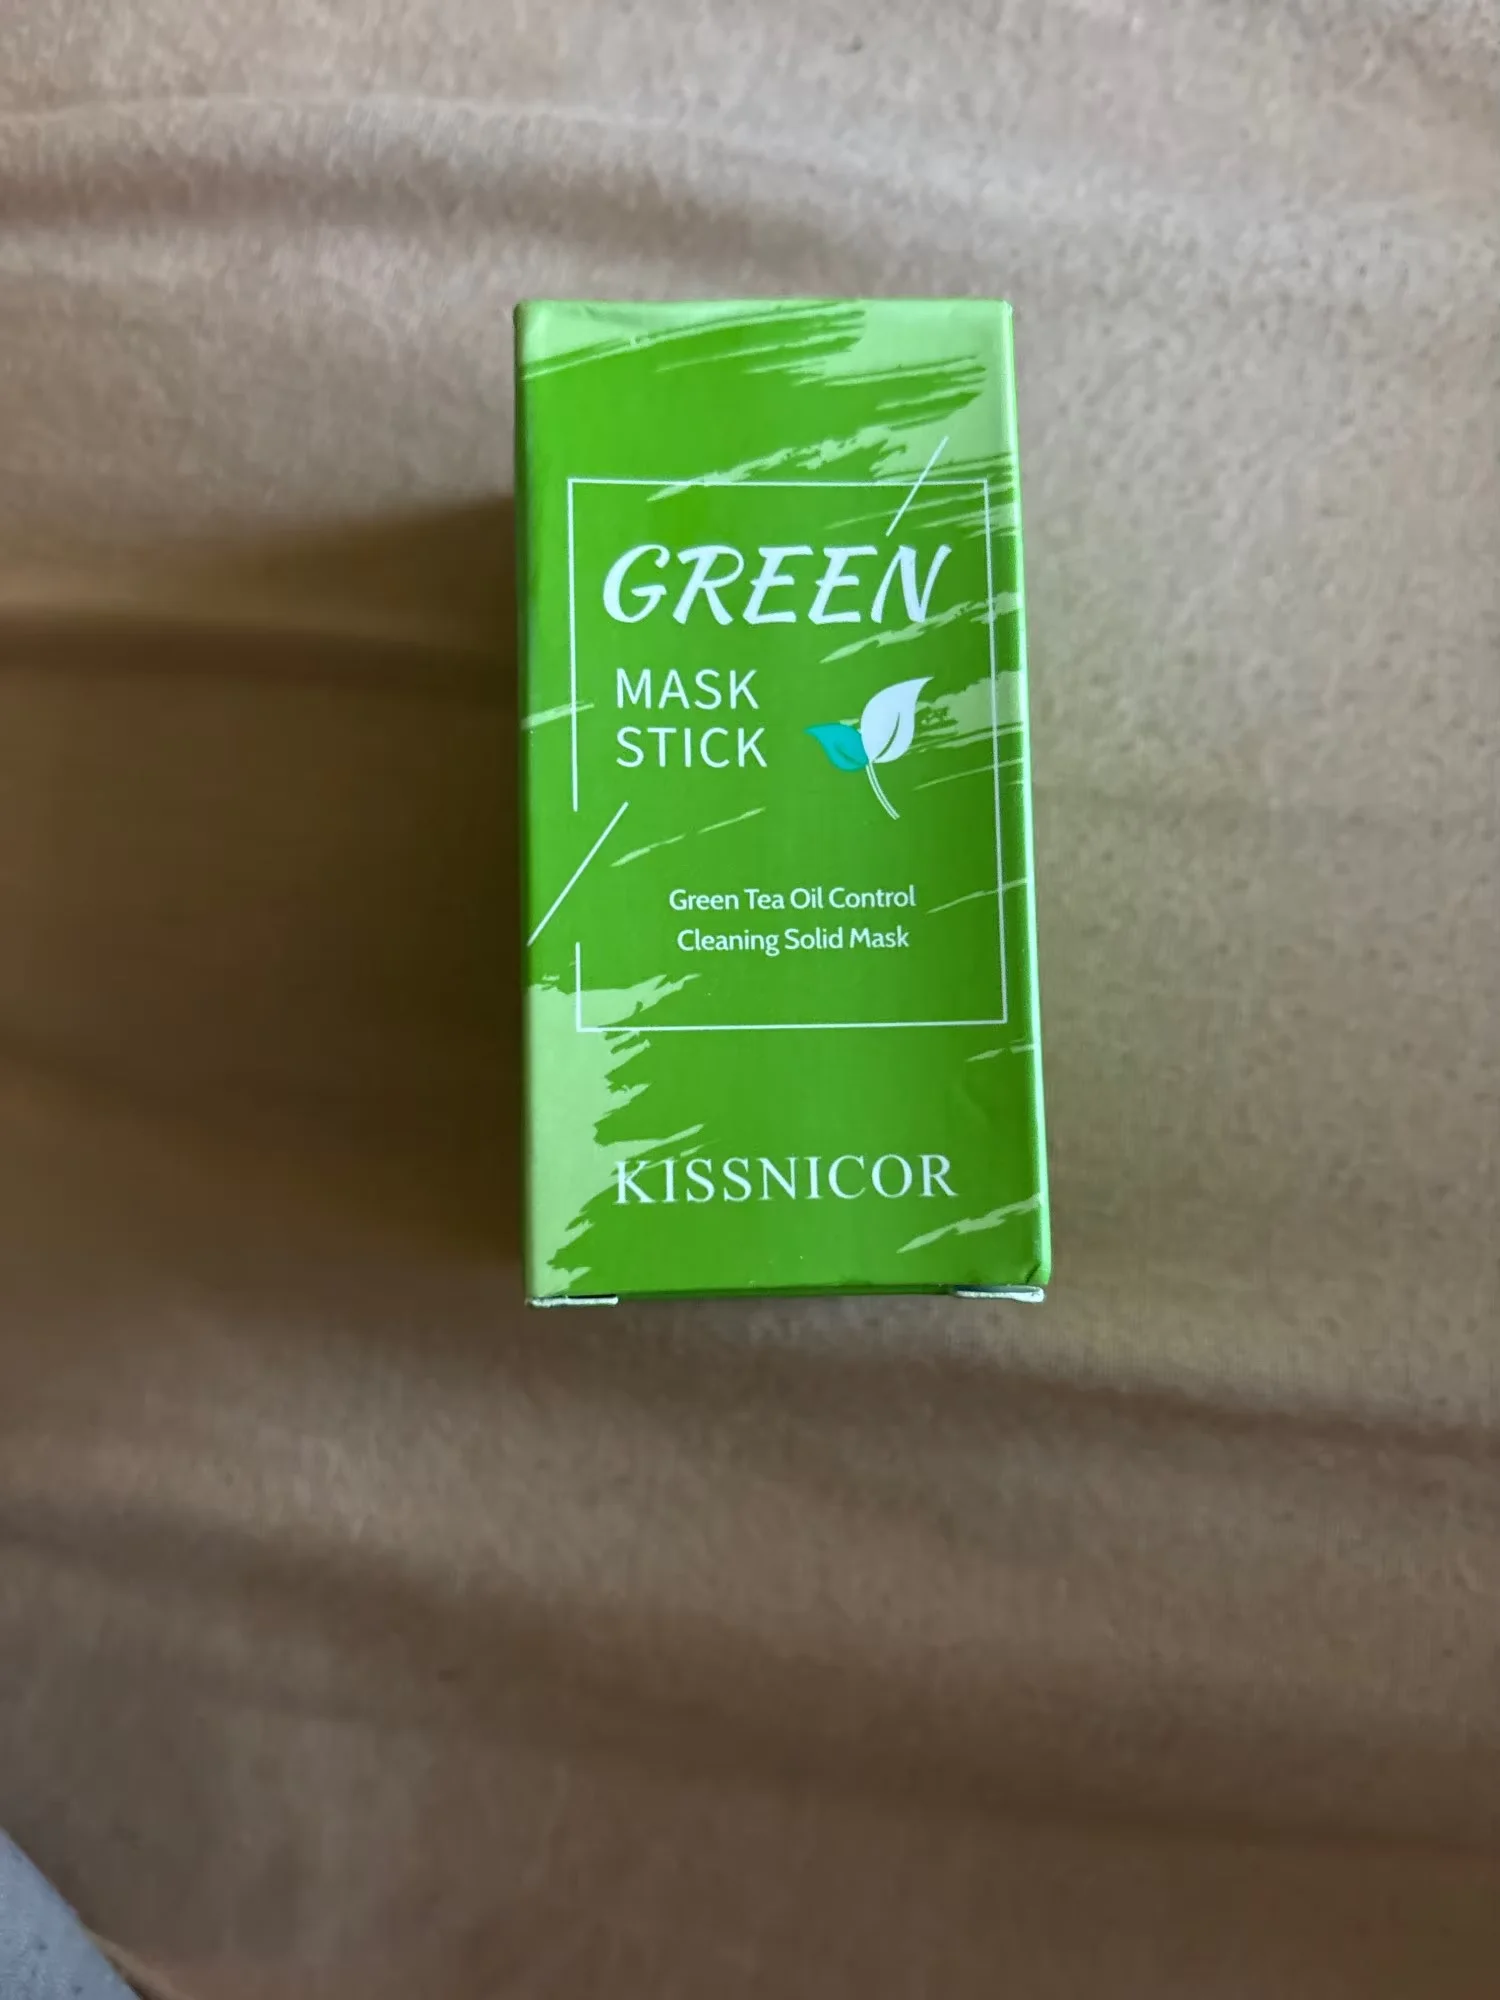 GREEN
MASK
STICK
Green Tea Oil Control
Cleaning Solid Mask
KISSNICOR